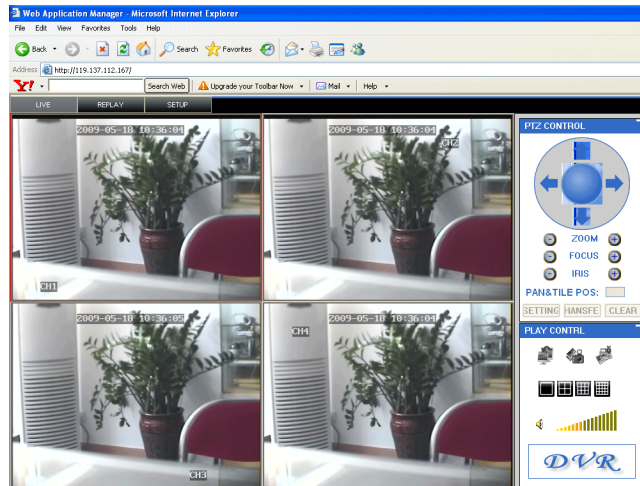 Web Application Manager - Microsoft Internet Explorer
File Edit View Favorites Tools Help
Back Search Favorites
Address http://119.137.112.167/
Y! Search Web Upgrade your Toolbar Now Mail Help
LIVE REPLAY SETUP
2009-05-18 10:36:04
CH1
2009-05-18 10:36:04
CH2
2009-05-18 10:36:05
CH3
2009-05-18 10:36:04
CH4
PTZ CONTROL
ZOOM
FOCUS
IRIS
PAN&TILE POS:
SETTING HANSFE CLEAR
PLAY CONTRL
DVR